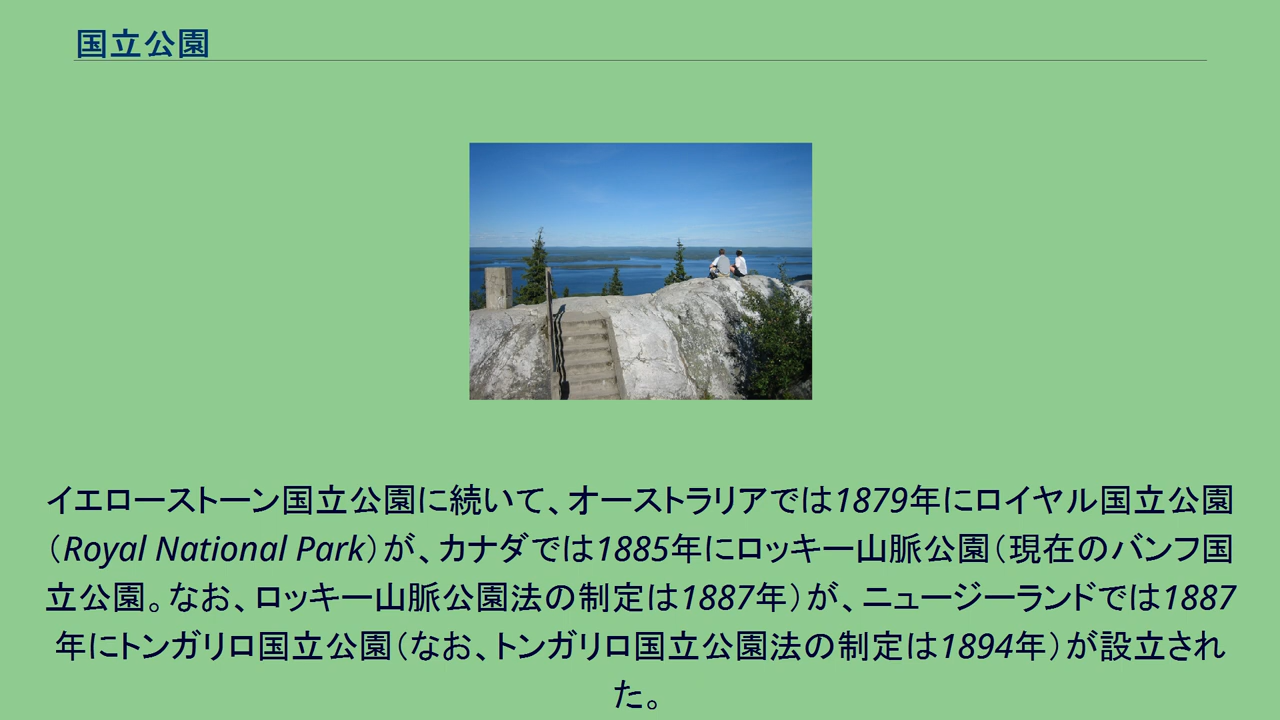 国立公園
イエローストーン国立公園に続いて、オーストラリアでは1879年にロイヤル国立公園
（Royal National Park）が、カナダでは1885年にロッキー山脈公園（現在のバンフ国
立公園。なお、ロッキー山脈公園法の制定は1887年）が、ニュージーランドでは1887
年にトンガリロ国立公園（なお、トンガリロ国立公園法の制定は1894年）が設立され
た。